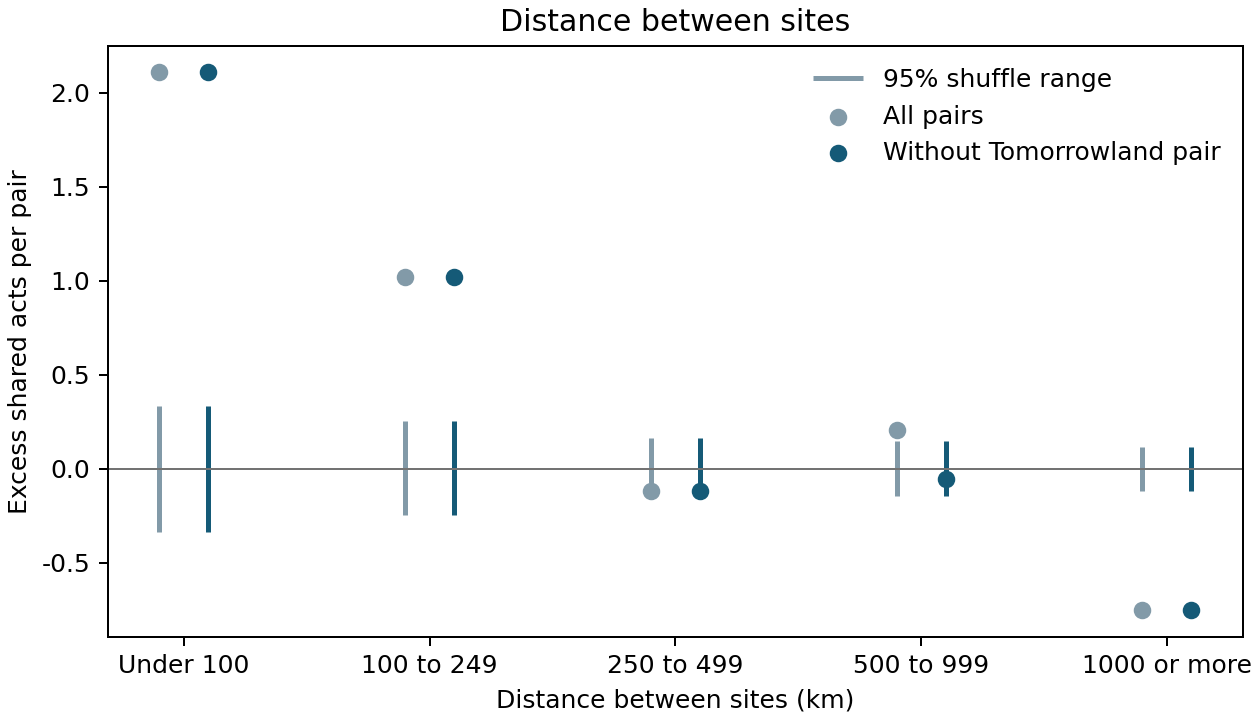 Distance between sites
95% shuffle range
All pairs
Without Tomorrowland pair
Excess shared acts per pair
2.0
1.5
1.0
0.5
0.0
-0.5
Under 100
100 to 249
250 to 499
500 to 999
1000 or more
Distance between sites (km)